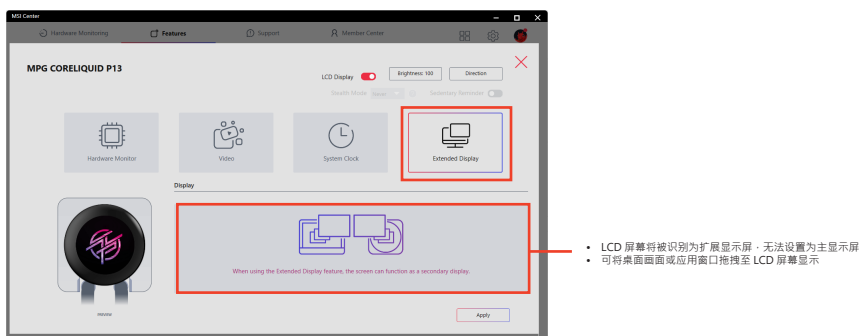 MSI Center
Hardware Monitoring
Features
Support
Member Center
MPG CORELIQUID P13
LCD Display
Brightness: 100
Direction
Stealth Mode
Sedentary Reminder
Hardware Monitor
Video
System Clock
Extended Display
Display
When using the Extended Display feature, the screen can function as a secondary display.
Apply
• LCD 屏幕将被识别为扩展显示屏，无法设置为主显示屏
• 可将桌面画面或应用窗口拖拽至 LCD 屏幕显示